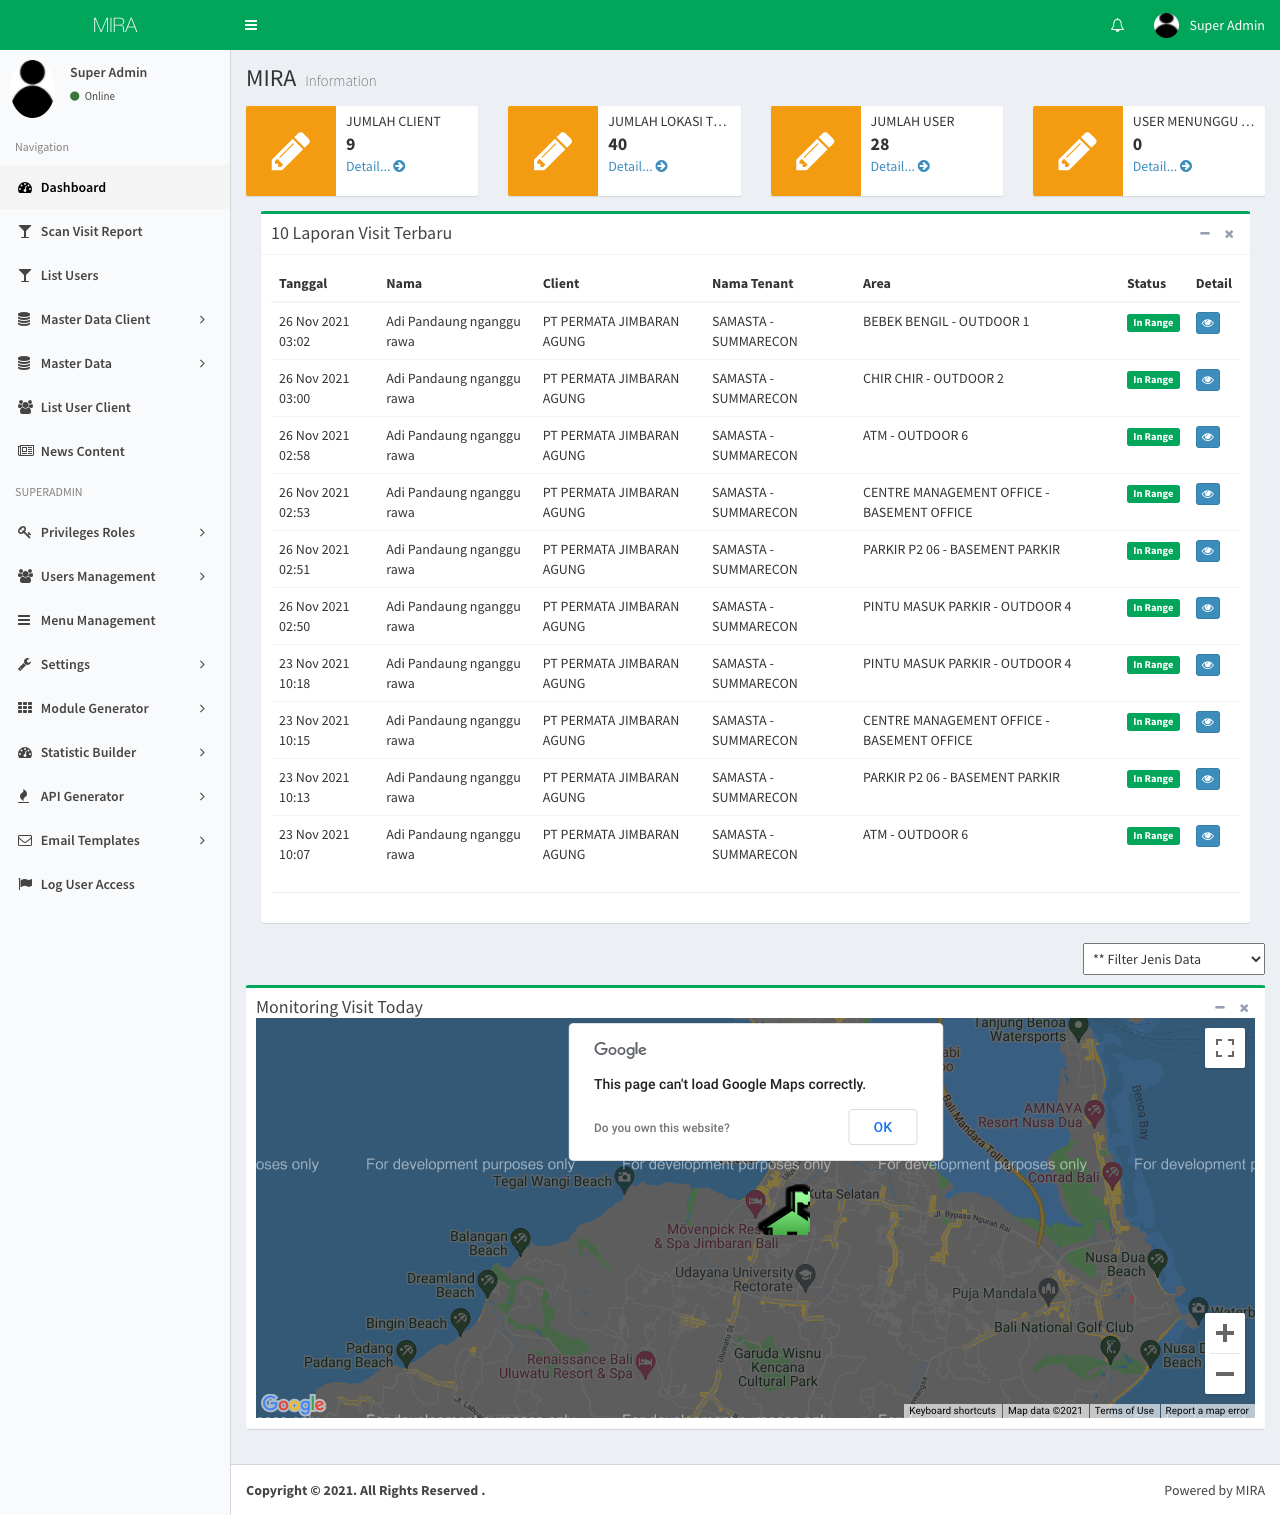 MIRA
Super Admin
Super Admin
Online
Navigation
Dashboard
Scan Visit Report
List Users
Master Data Client
Master Data
List User Client
News Content
SUPERADMIN
Privileges Roles
Users Management
Menu Management
Settings
Module Generator
Statistic Builder
API Generator
Email Templates
Log User Access
MIRA Information
JUMLAH CLIENT
9
Detail...
JUMLAH LOKASI T...
40
Detail...
JUMLAH USER
28
Detail...
USER MENUNGGU ...
0
Detail...
10 Laporan Visit Terbaru
Tanggal Nama Client Nama Tenant Area Status Detail
26 Nov 2021 Adi Pandaung nganggu PT PERMATA JIMBARAN SAMASTA - BEBEK BENGIL - OUTDOOR 1 In Range
03:02 rawa AGUNG SUMMARECON
26 Nov 2021 Adi Pandaung nganggu PT PERMATA JIMBARAN SAMASTA - CHIR CHIR - OUTDOOR 2 In Range
03:00 rawa AGUNG SUMMARECON
26 Nov 2021 Adi Pandaung nganggu PT PERMATA JIMBARAN SAMASTA - ATM - OUTDOOR 6 In Range
02:58 rawa AGUNG SUMMARECON
26 Nov 2021 Adi Pandaung nganggu PT PERMATA JIMBARAN SAMASTA - CENTRE MANAGEMENT OFFICE - In Range
02:53 rawa AGUNG SUMMARECON BASEMENT OFFICE
26 Nov 2021 Adi Pandaung nganggu PT PERMATA JIMBARAN SAMASTA - PARKIR P2 06 - BASEMENT PARKIR In Range
02:51 rawa AGUNG SUMMARECON
26 Nov 2021 Adi Pandaung nganggu PT PERMATA JIMBARAN SAMASTA - PINTU MASUK PARKIR - OUTDOOR 4 In Range
02:50 rawa AGUNG SUMMARECON
23 Nov 2021 Adi Pandaung nganggu PT PERMATA JIMBARAN SAMASTA - PINTU MASUK PARKIR - OUTDOOR 4 In Range
10:18 rawa AGUNG SUMMARECON
23 Nov 2021 Adi Pandaung nganggu PT PERMATA JIMBARAN SAMASTA - CENTRE MANAGEMENT OFFICE - In Range
10:15 rawa AGUNG SUMMARECON BASEMENT OFFICE
23 Nov 2021 Adi Pandaung nganggu PT PERMATA JIMBARAN SAMASTA - PARKIR P2 06 - BASEMENT PARKIR In Range
10:13 rawa AGUNG SUMMARECON
23 Nov 2021 Adi Pandaung nganggu PT PERMATA JIMBARAN SAMASTA - ATM - OUTDOOR 6 In Range
10:07 rawa AGUNG SUMMARECON
** Filter Jenis Data
Monitoring Visit Today
Google
This page can't load Google Maps correctly.
Do you own this website? OK
Tanjung Benoa
Watersports
Benoa Bay
AMNAYA
Resort Nusa Dua
Bali Mandara Toll
oses only For development purposes only For development purposes only For development purposes only For development p
Conrad Bali
Tegal Wangi Beach
Kuta Selatan
Jl. Bypass Ngurah Rai
Mövenpick Res
& Spa Jimbaran Bali
Balangan
Beach
Nusa Dua
Beach
Udayana University
Rectorate
Dreamland
Beach
Puja Mandala
Waterb
Bingin Beach
Bali National Golf Club
Uluwatu St
Padang
Padang Beach
Garuda Wisnu
Kencana
Cultural Park
Renaissance Bali
Uluwatu Resort & Spa
Nusa D
Beach
Google
Keyboard shortcuts Map data ©2021 Terms of Use Report a map error
Copyright © 2021. All Rights Reserved .
Powered by MIRA